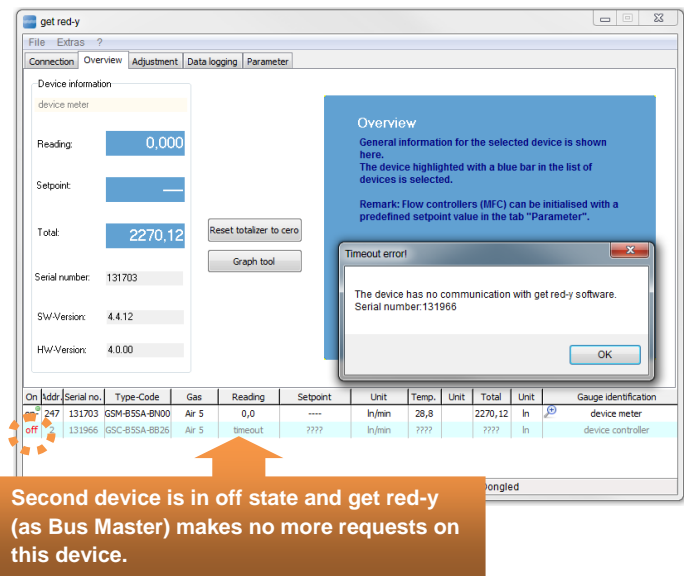 get red-y
File Extras ?
Connection Overview Adjustment Data logging Parameter
Device information
device meter
Reading: 0,000
Setpoint: ----
Total: 2270,12
Serial number: 131703
SW-Version: 4.4.12
HW-Version: 4.0.00
Reset totalizer to cero
Graph tool
Overview
General information for the selected device is shown
here.
The device highlighted with a blue bar in the list of
devices is selected.
Remark: Flow controllers (MFC) can be initialised with a
predefined setpoint value in the tab "Parameter".
Timeout error!
The device has no communication with get red-y software.
Serial number:131966
OK
On Addr. Serial no. Type-Code Gas Reading Setpoint Unit Temp. Unit Total Unit Gauge identification
on 247 131703 GSM-B5SA-BN00 Air 5 0,0 ---- ln/min 28,8 2270,12 ln device meter
off 2 131966 GSC-B5SA-BB26 Air 5 timeout ???? ln/min ???? ???? ln device controller
Dongled
Second device is in off state and get red-y
(as Bus Master) makes no more requests on
this device.